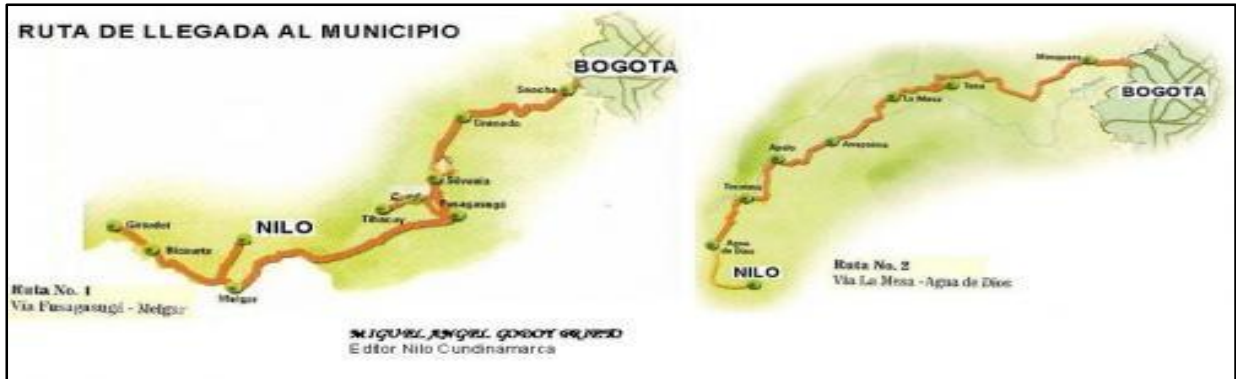 RUTA DE LLEGADA AL MUNICIPIO
BOGOTA
Soacha
Granada
Silvania
Fusagasugá
Tibacuy
NILO
Girardot
Ricaurte
Melgar
Ruta No. 1
Via Fusagasugá - Melgar
MIGUEL ANGEL GODOY
Editor Nilo Cundinamarca
Mosquera
BOGOTA
Tena
La Mesa
Anapoima
Apulo
Tocaima
Agua
de Dios
NILO
Ruta No. 2
Via La Mesa -Agua de Dios